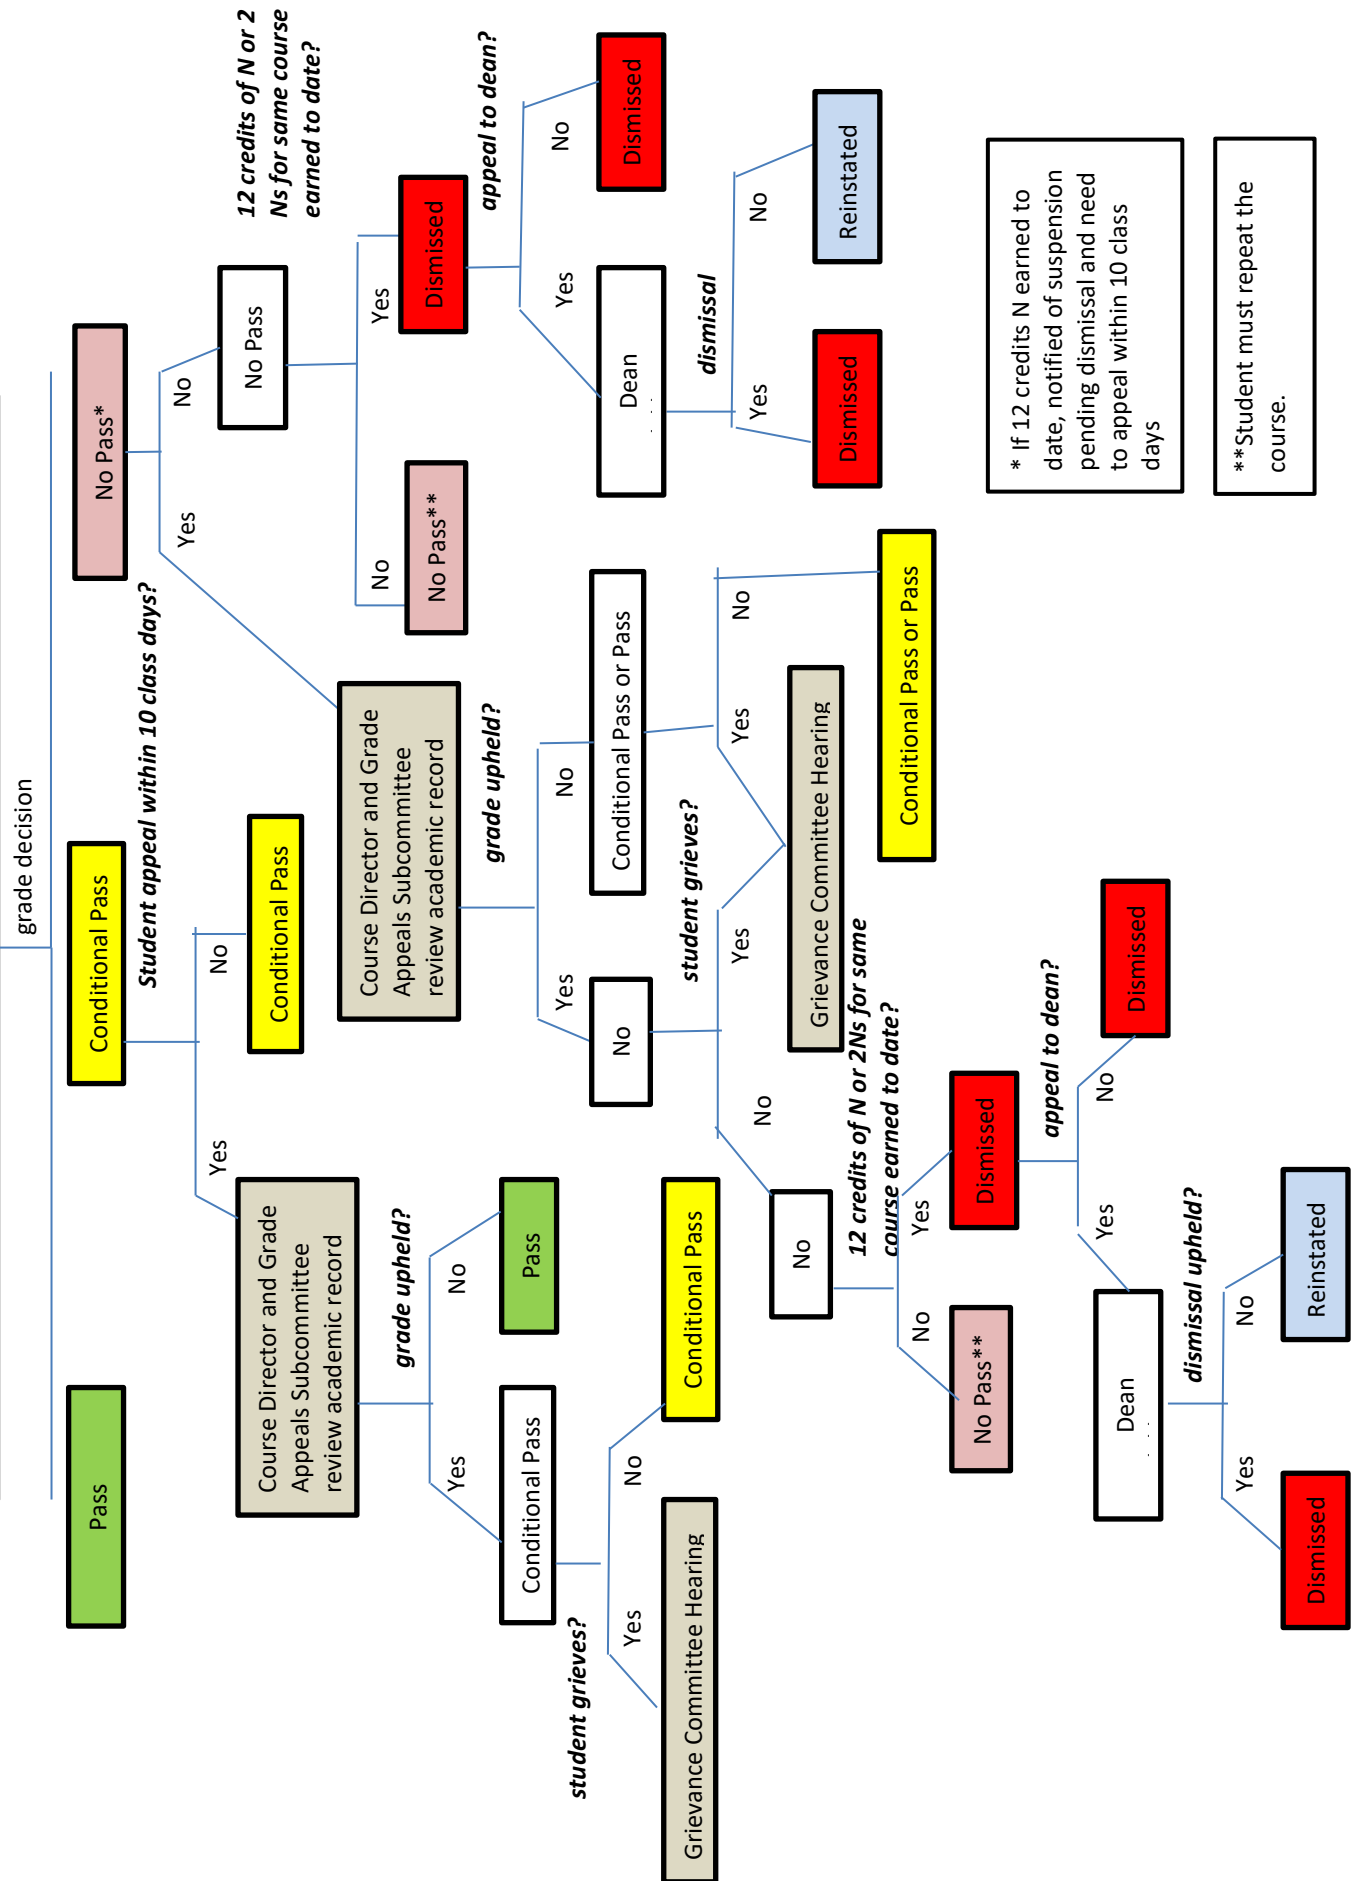 grade decision
Pass
Conditional Pass
No Pass*
Student appeal within 10 class days?
Yes
No
Yes
No
Course Director and Grade
Appeals Subcommittee
review academic record
Conditional Pass
No Pass
12 credits of N or 2
Ns for same course
earned to date?
Course Director and Grade
Appeals Subcommittee
review academic record
No
Yes
grade upheld?
No Pass**
Dismissed
Yes
No
grade upheld?
appeal to dean?
Conditional Pass
Pass
Yes
No
Yes
No
student grieves?
No
Conditional Pass or Pass
Dean
Dismissed
Yes
No
student grieves?
dismissal
Grievance Committee Hearing
Conditional Pass
No
Yes
Yes
No
Yes
No
No
Grievance Committee Hearing
Dismissed
Reinstated
12 credits of N or 2Ns for same
course earned to date?
Conditional Pass or Pass
No
Yes
No Pass**
Dismissed
appeal to dean?
Yes
No
Dean
Dismissed
dismissal upheld?
Yes
No
Dismissed
Reinstated
* If 12 credits N earned to
date, notified of suspension
pending dismissal and need
to appeal within 10 class
days
**Student must repeat the
course.